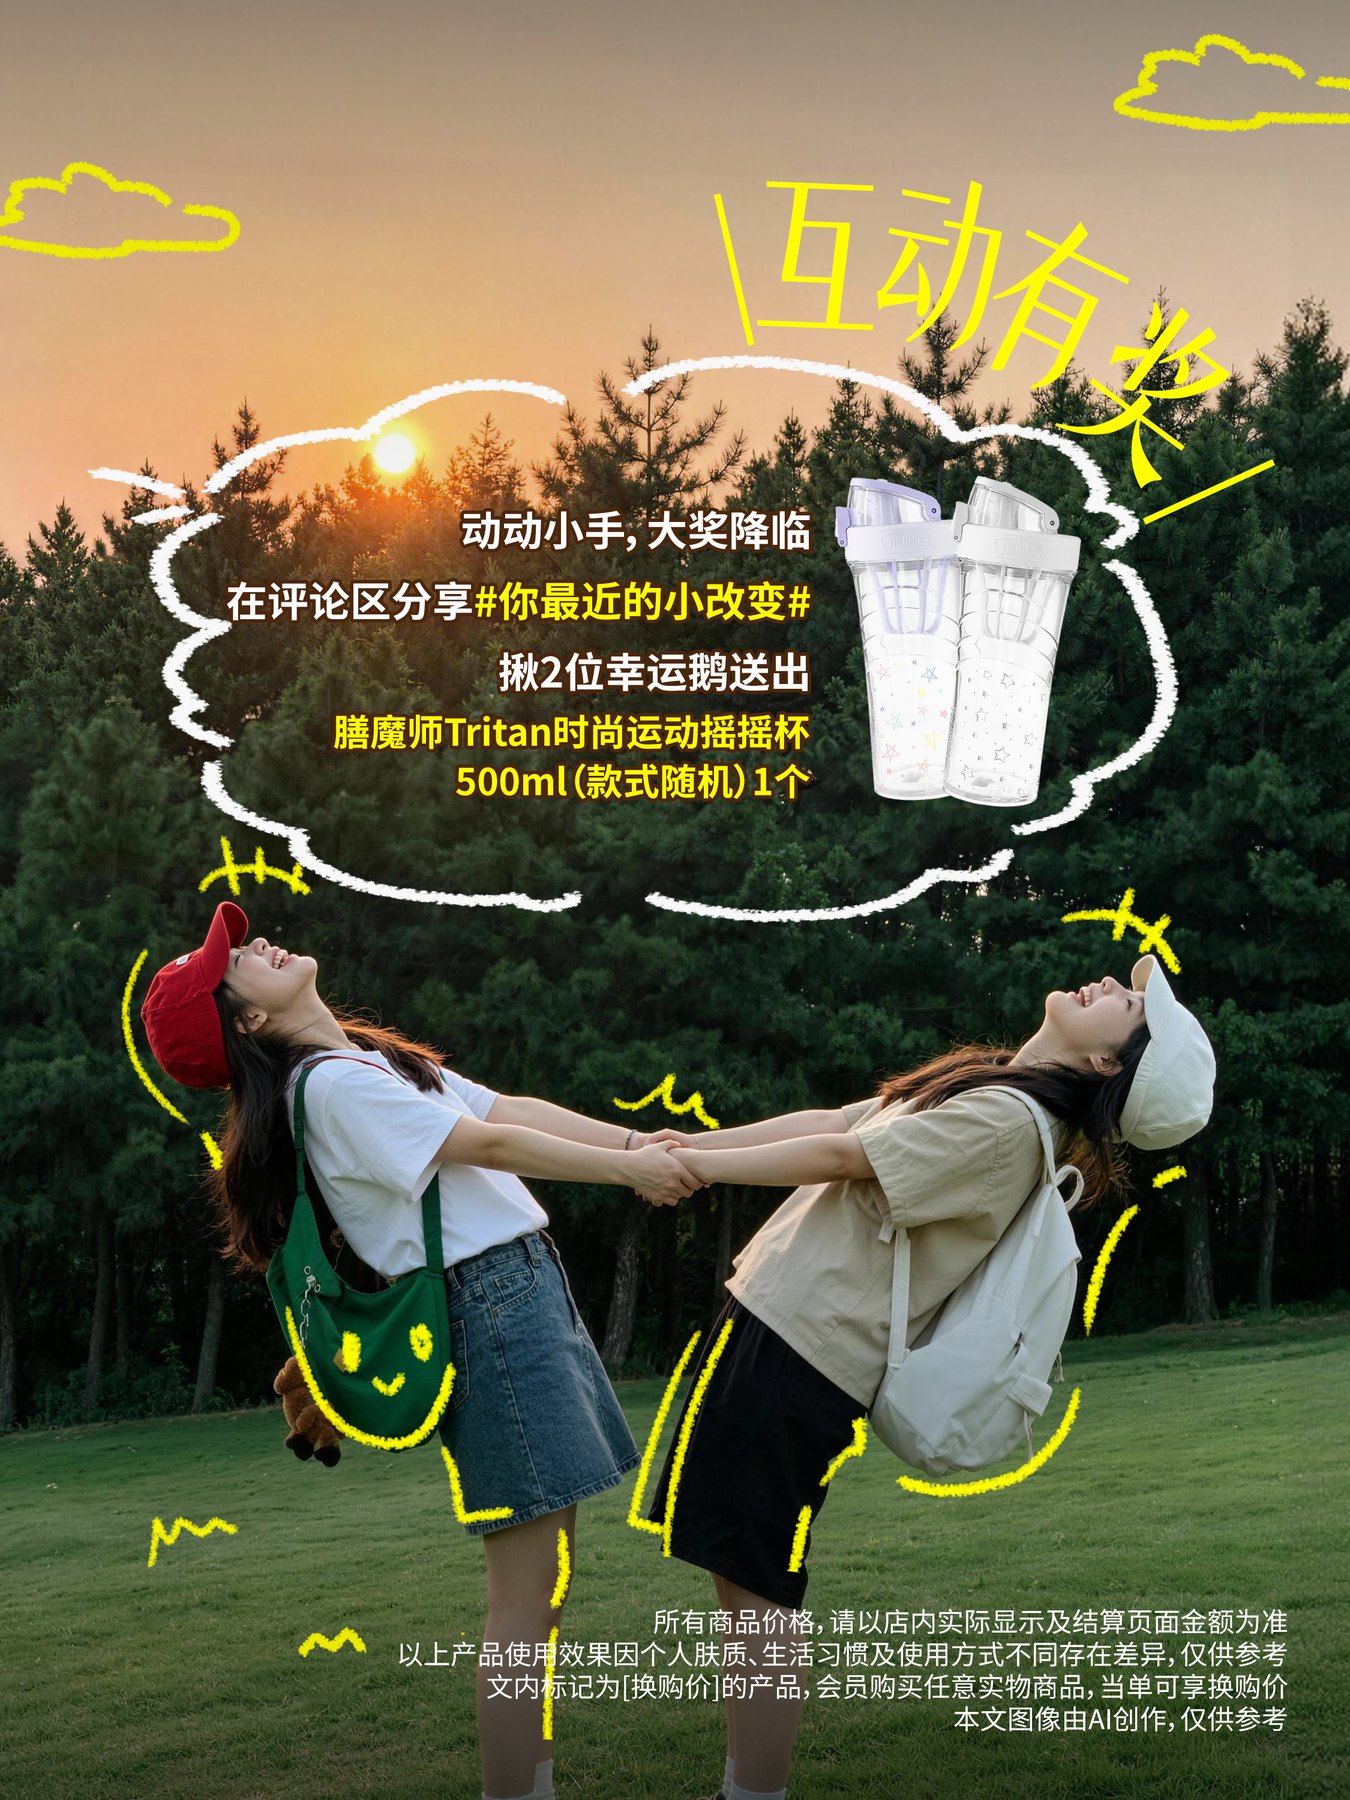 互动有奖
动动小手，大奖降临
在评论区分享#你最近的小改变#
揪2位幸运鹅送出
膳魔师Tritan时尚运动摇摇杯
500ml（款式随机）1个
THERMOS
THERMOS
所有商品价格，请以店内实际显示及结算页面金额为准
以上产品使用效果因个人肤质、生活习惯及使用方式不同存在差异，仅供参考
文内标记为[换购价]的产品，会员购买任意实物商品，当单可享换购价
本文图像由AI创作，仅供参考